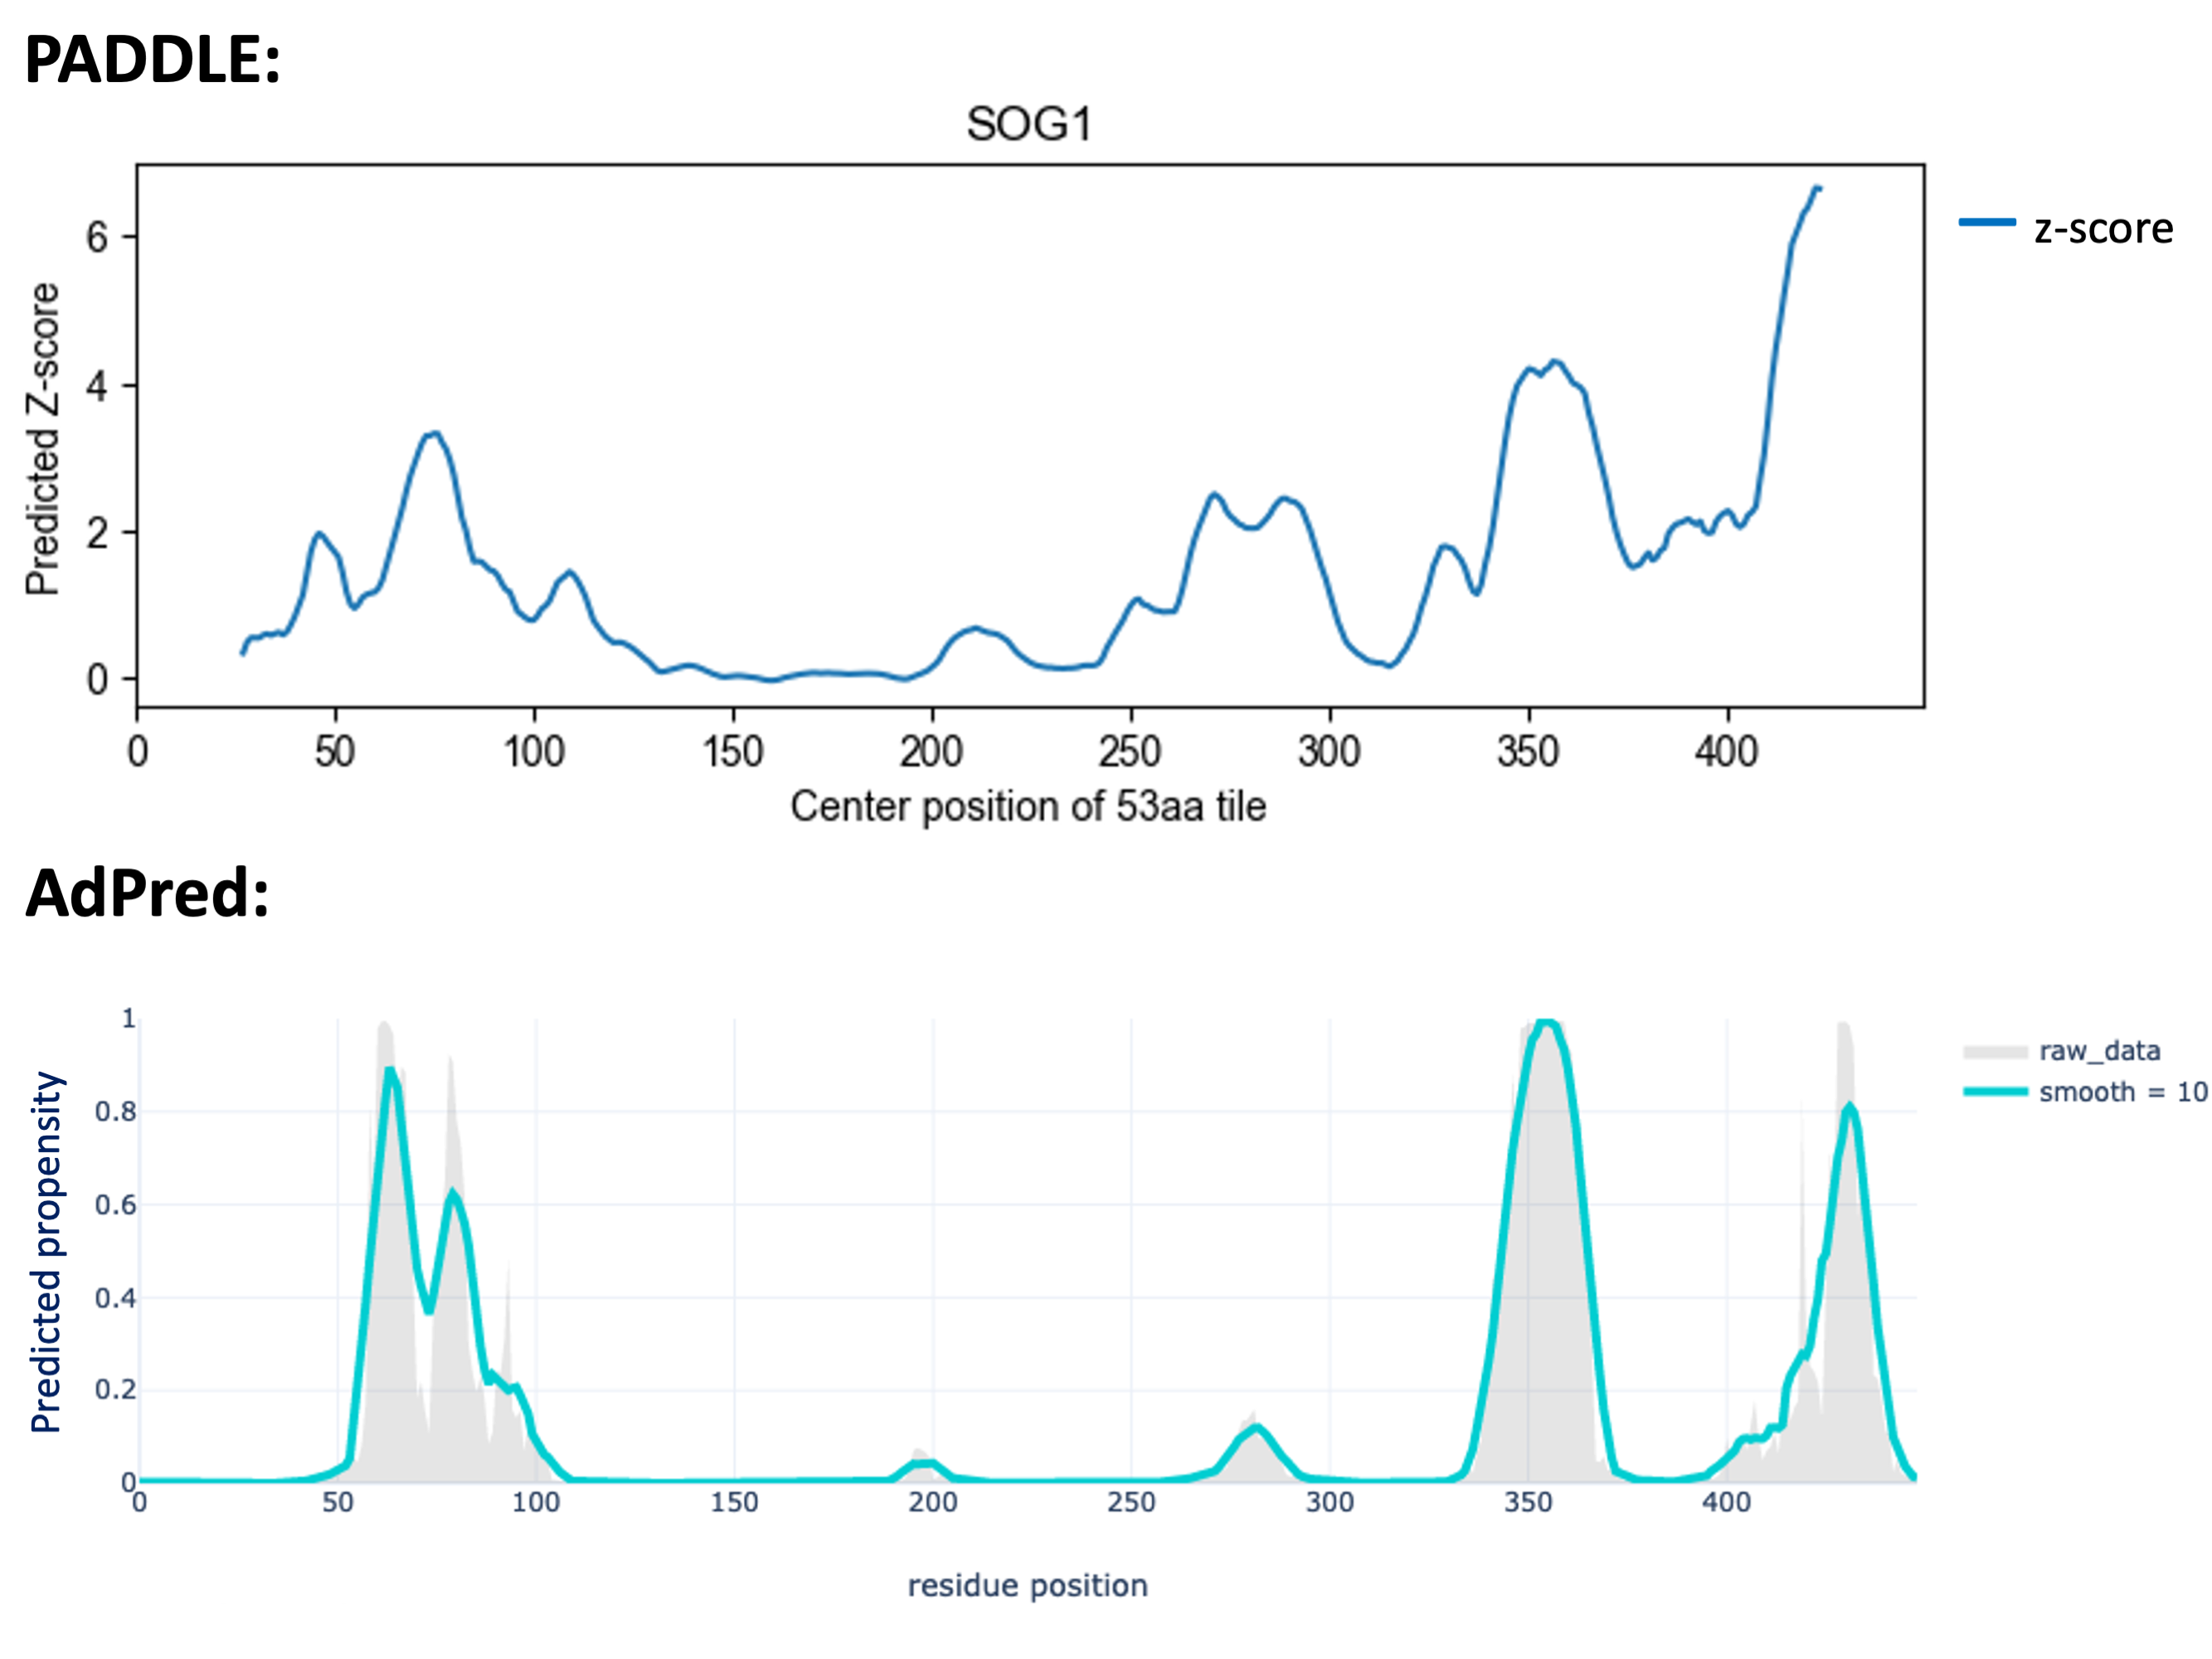 PADDLE:
SOG1
z-score
Predicted Z-score
6
4
2
0
0 50 100 150 200 250 300 350 400
Center position of 53aa tile
AdPred:
raw_data
smooth = 10
Predicted propensity
1
0.8
0.6
0.4
0.2
0
0 50 100 150 200 250 300 350 400
residue position